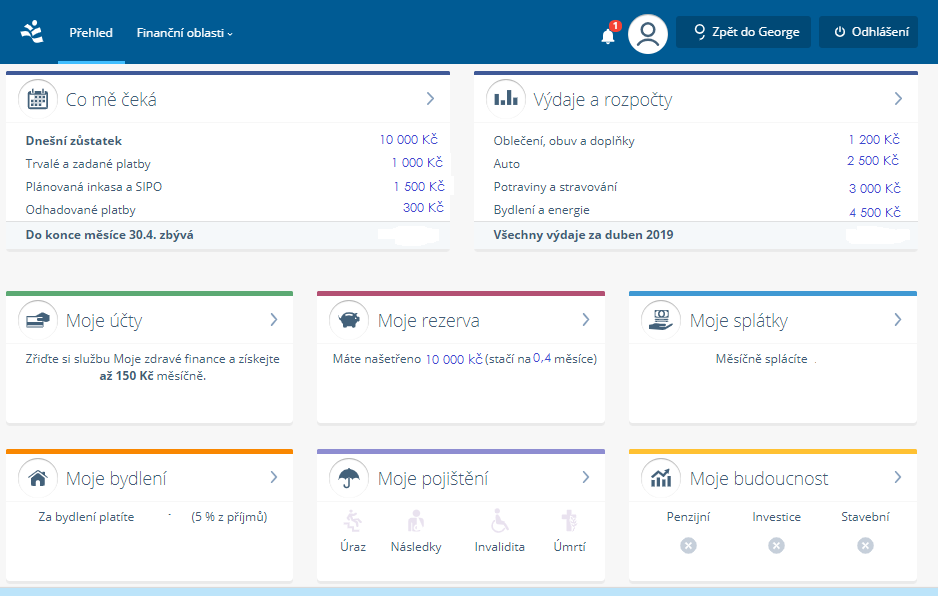 Přehled
Finanční oblasti
1
Zpět do George
Odhlášení
Co mě čeká
Dnešní zůstatek 10 000 Kč
Trvalé a zadané platby 1 000 Kč
Plánovaná inkasa a SIPO 1 500 Kč
Odhadované platby 300 Kč
Do konce měsíce 30.4. zbývá
Výdaje a rozpočty
Oblečení, obuv a doplňky 1 200 Kč
Auto 2 500 Kč
Potraviny a stravování 3 000 Kč
Bydlení a energie 4 500 Kč
Všechny výdaje za duben 2019
Moje účty
Zřiďte si službu Moje zdravé finance a získejte
až 150 Kč měsíčně.
Moje rezerva
Máte našetřeno 10 000 kč (stačí na 0,4 měsíce)
Moje splátky
Měsíčně splácíte
Moje bydlení
Za bydlení platíte (5 % z příjmů)
Moje pojištění
Úraz Následky Invalidita Úmrtí
Moje budoucnost
Penzijní Investice Stavební